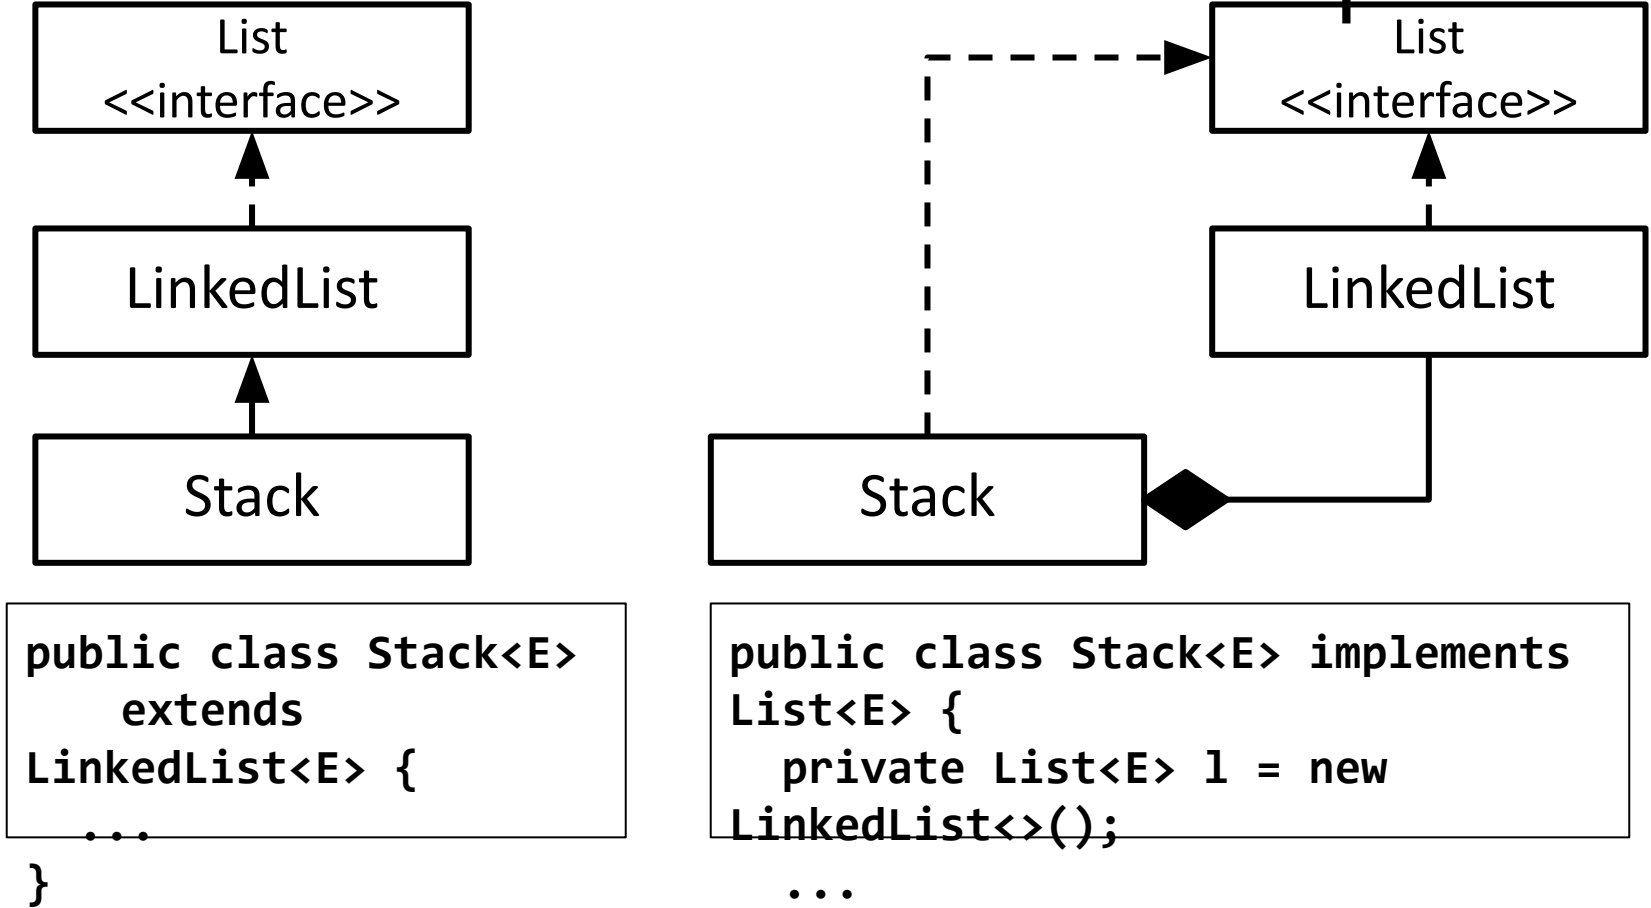 List
<<interface>>
LinkedList
Stack
public class Stack<E>
    extends
LinkedList<E> {
  ...
}
List
<<interface>>
LinkedList
Stack
public class Stack<E> implements
List<E> {
  private List<E> l = new
LinkedList<>();
  ...